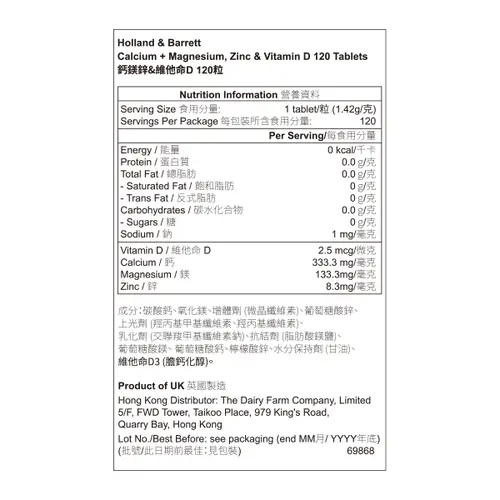 Holland & Barrett
Calcium + Magnesium, Zinc & Vitamin D 120 Tablets
鈣鎂鋅&維他命D 120粒
Nutrition Information 營養資料
Serving Size 食用分量: 1 tablet/粒 (1.42g/克)
Servings Per Package 每包裝所含食用分量: 120
Per Serving/每食用分量
Energy / 能量 0 kcal/千卡
Protein / 蛋白質 0.0 g/克
Total Fat / 總脂肪 0.0 g/克
- Saturated Fat / 飽和脂肪 0 g/克
- Trans Fat / 反式脂肪 0 g/克
Carbohydrates / 碳水化合物 0.0 g/克
- Sugars / 糖 0 g/克
Sodium / 鈉 1 mg/毫克
Vitamin D / 維他命 D 2.5 mcg/微克
Calcium / 鈣 333.3 mg/毫克
Magnesium / 鎂 133.3mg/毫克
Zinc / 鋅 8.3mg/毫克
成分：碳酸鈣、氧化鎂、增體劑 (微晶纖維素)、葡萄糖酸鋅、
上光劑 (羥丙基甲基纖維素、羥丙基纖維素)、
乳化劑 (交聯羧甲基纖維素鈉)、抗結劑 (脂肪酸鎂鹽)、
葡萄糖酸鎂、葡萄糖酸鈣、檸檬酸鋅、水分保持劑 (甘油)、
維他命D3 (膽鈣化醇)。
Product of UK 英國製造
Hong Kong Distributor: The Dairy Farm Company, Limited
5/F, FWD Tower, Taikoo Place, 979 King's Road,
Quarry Bay, Hong Kong
Lot No./Best Before: see packaging (end MM月/ YYYY年底)
(批號/此日期前最佳：見包裝) 69868